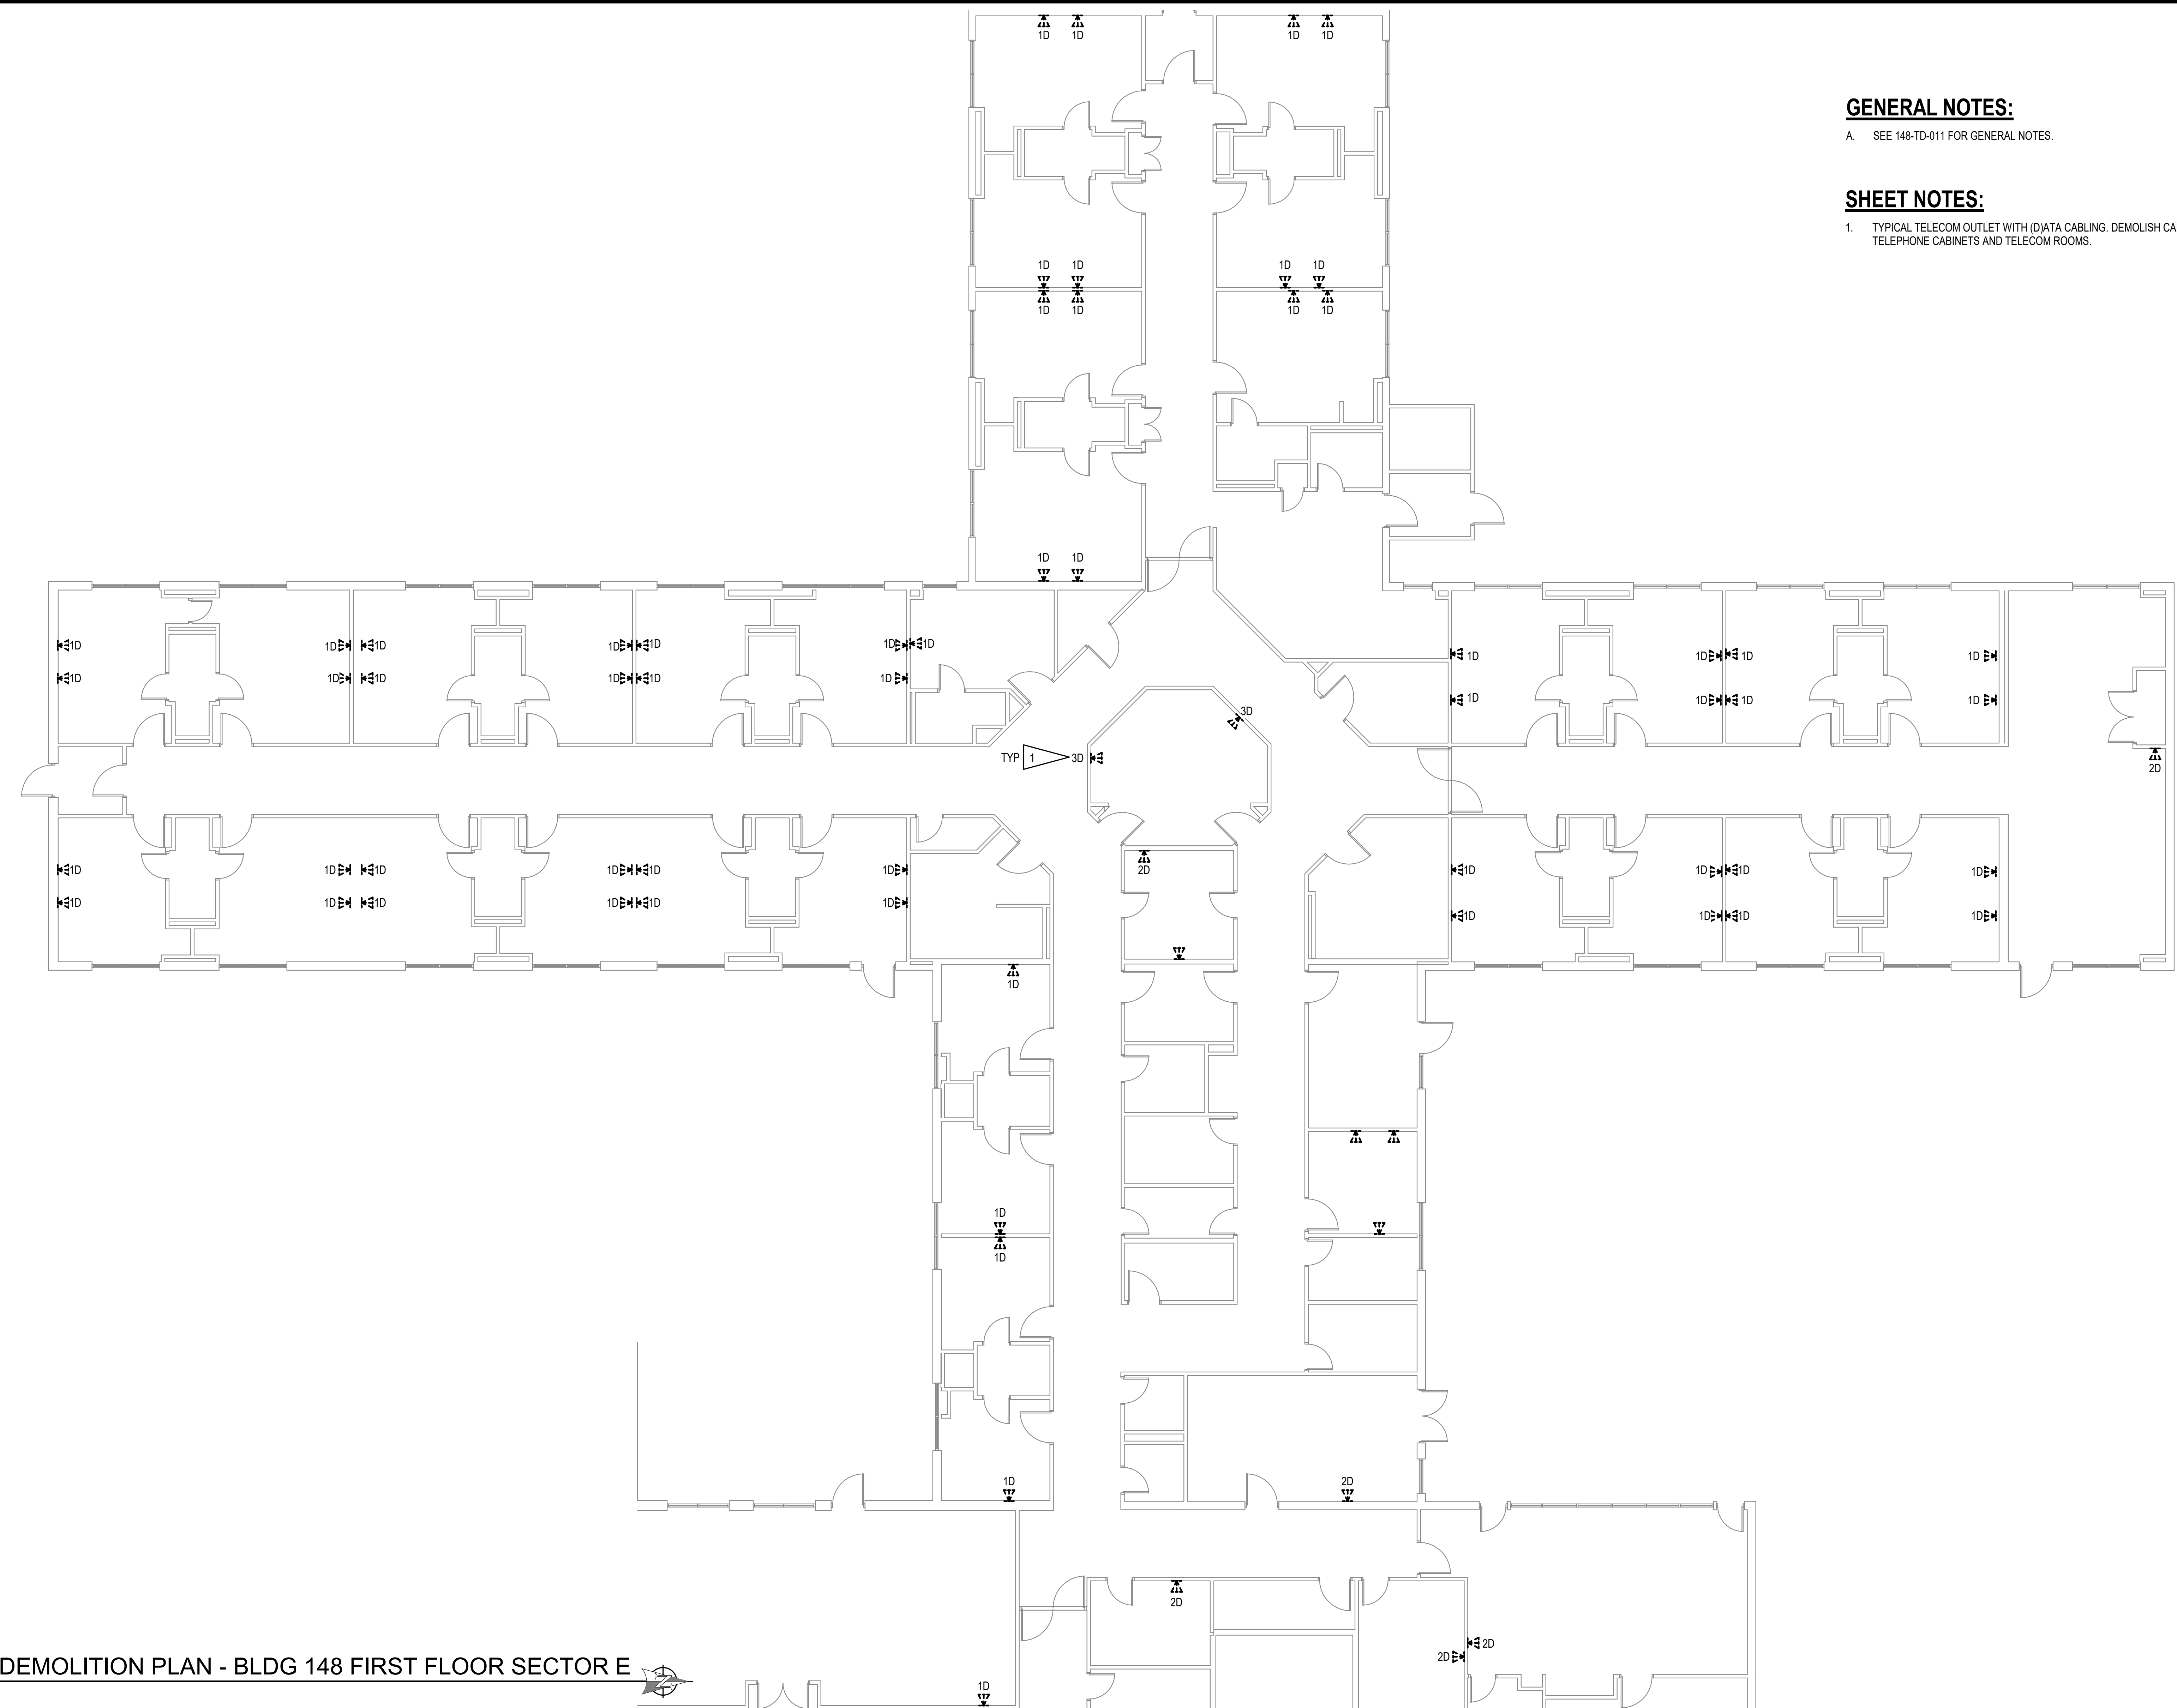 1D 1D 1D 1D
GENERAL NOTES:
A. SEE 148-TD-011 FOR GENERAL NOTES.
SHEET NOTES:
1. TYPICAL TELECOM OUTLET WITH (D)ATA CABLING. DEMOLISH CA
TELEPHONE CABINETS AND TELECOM ROOMS.
1D 1D 1D 1D
1D 1D 1D 1D
1D 1D
1D 1D 1D 1D 1D 1D 1D
1D 1D 1D 1D
1D 1D 1D 1D 1D 1D
1D 1D 1D 1D
3D
TYP 1 3D
2D
2D
1D 1D 1D 1D 1D 1D
1D 1D 1D 1D
1D 1D 1D 1D 1D 1D
1D 1D 1D 1D
1D
1D
1D
1D
2D
2D
2D
2D
DEMOLITION PLAN - BLDG 148 FIRST FLOOR SECTOR E
1D